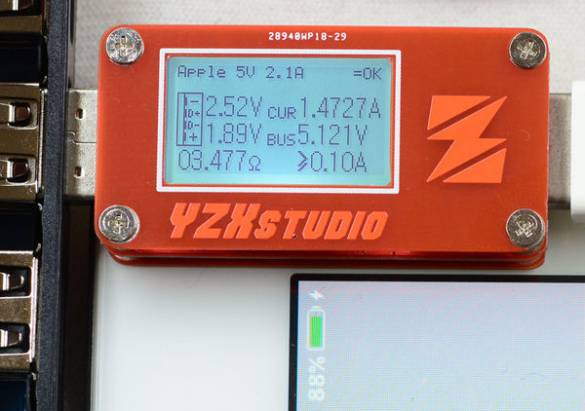 28940WP18-29
Apple 5V 2.1A =OK
D- 2.52V CUR 1.4727A
D+ 1.89V BUS 5.121V
03.477Ω ≥0.10A
YZXSTUDIO
88%